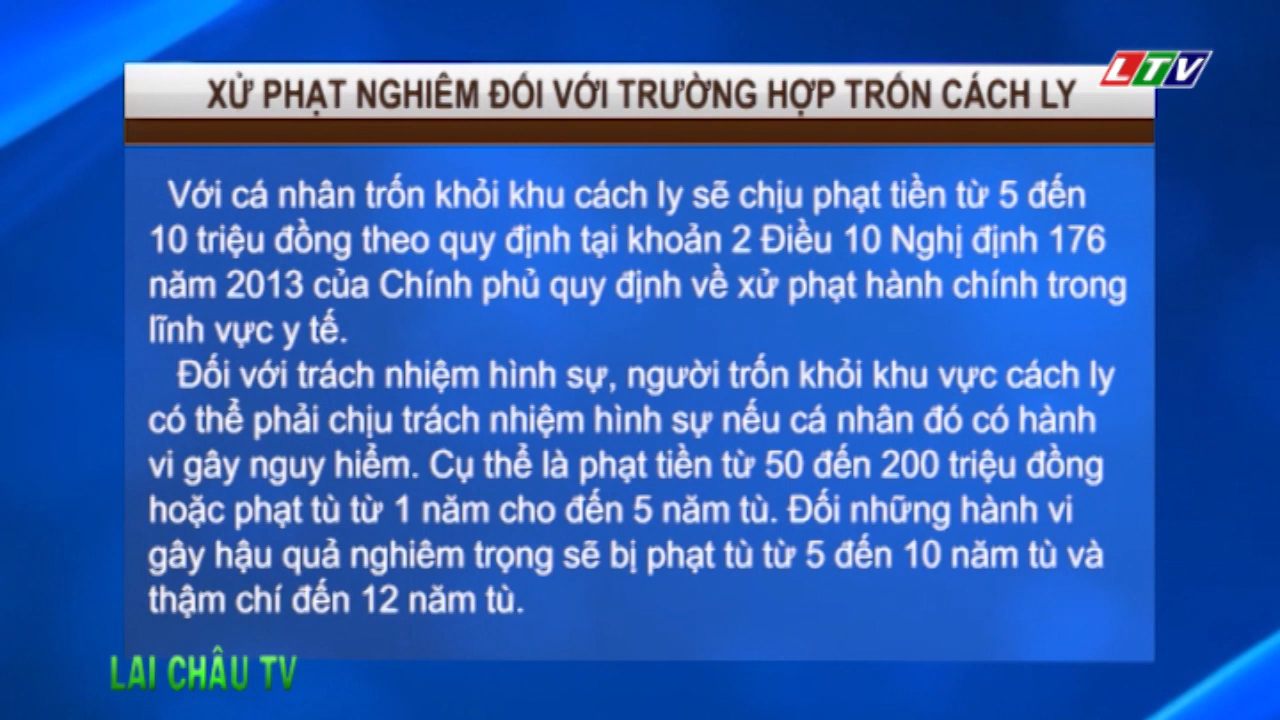 LTV
XỬ PHẠT NGHIÊM ĐỐI VỚI TRƯỜNG HỢP TRỐN CÁCH LY
Với cá nhân trốn khỏi khu cách ly sẽ chịu phạt tiền từ 5 đến
10 triệu đồng theo quy định tại khoản 2 Điều 10 Nghị định 176
năm 2013 của Chính phủ quy định về xử phạt hành chính trong
lĩnh vực y tế.
Đối với trách nhiệm hình sự, người trốn khỏi khu vực cách ly
có thể phải chịu trách nhiệm hình sự nếu cá nhân đó có hành
vi gây nguy hiểm. Cụ thể là phạt tiền từ 50 đến 200 triệu đồng
hoặc phạt tù từ 1 năm cho đến 5 năm tù. Đối những hành vi
gây hậu quả nghiêm trọng sẽ bị phạt tù từ 5 đến 10 năm tù và
thậm chí đến 12 năm tù.
LAI CHÂU TV